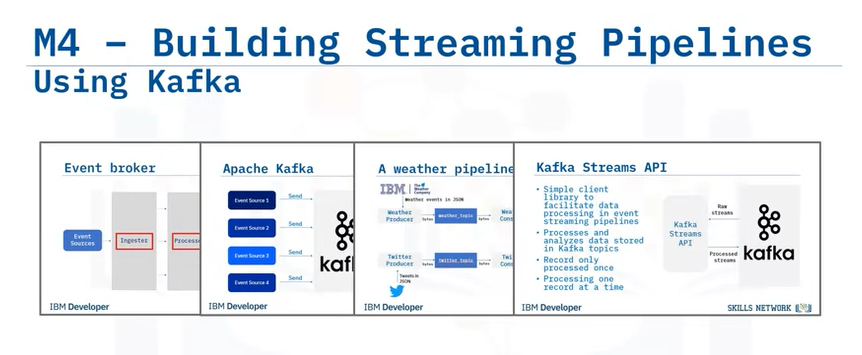 M4 – Building Streaming Pipelines
Using Kafka
Event broker
Event
Sources
Ingester
IBM Developer
Apache Kafka
Event Source 1
Send
Event Source 2
Send
Event Source 3
Send
Event Source 4
Send
IBM Developer
A weather pipeline
IBM
The
Weather
Company
Weather events in JSON
Weather
Producer
bytes
weather_topic
bytes
Twitter
Producer
bytes
twitter_topic
bytes
Tweets in
JSON
IBM Developer
Kafka Streams API
• Simple client
library to
facilitate data
processing in event
streaming pipelines
• Processes and
analyzes data stored
in Kafka topics
• Record only
processed once
• Processing one
record at a time
Kafka
Streams
API
Raw
streams
Processed
streams
kafka
IBM Developer
SKILLS NETWORK